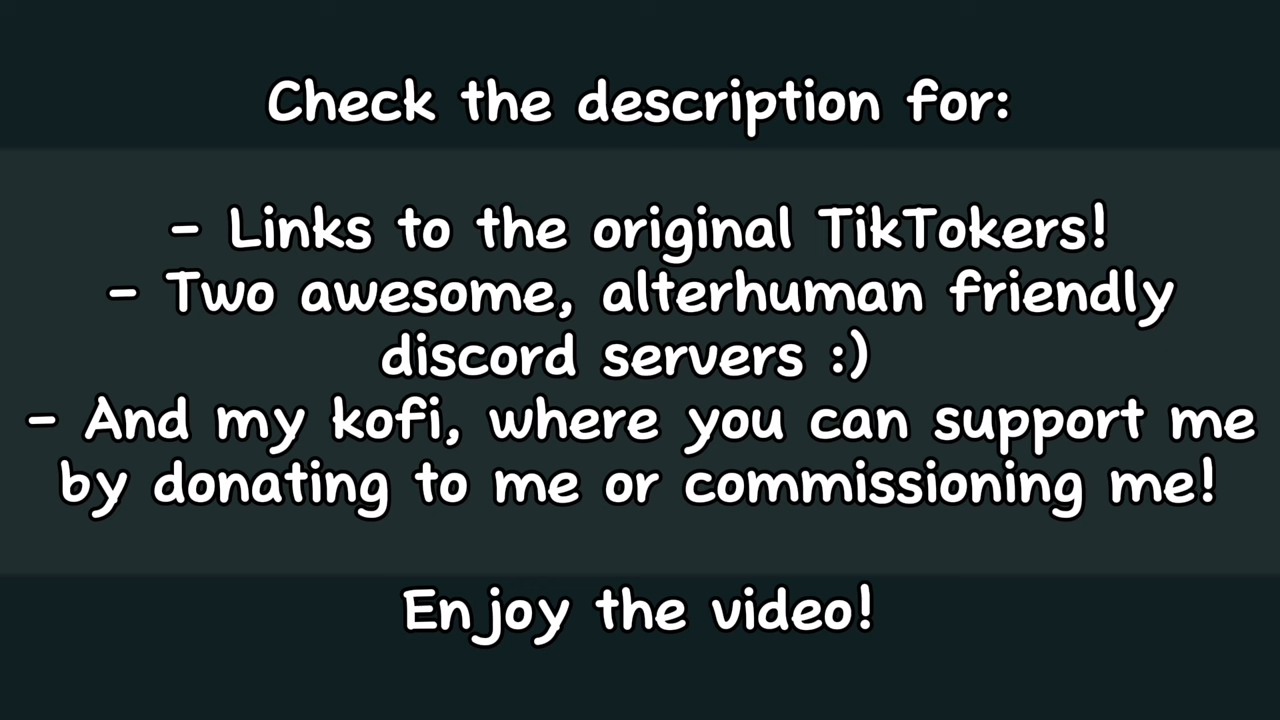 Check the description for:
- Links to the original TikTokers!
- Two awesome, alterhuman friendly
discord servers :)
- And my kofi, where you can support me
by donating to me or commissioning me!
Enjoy the video!